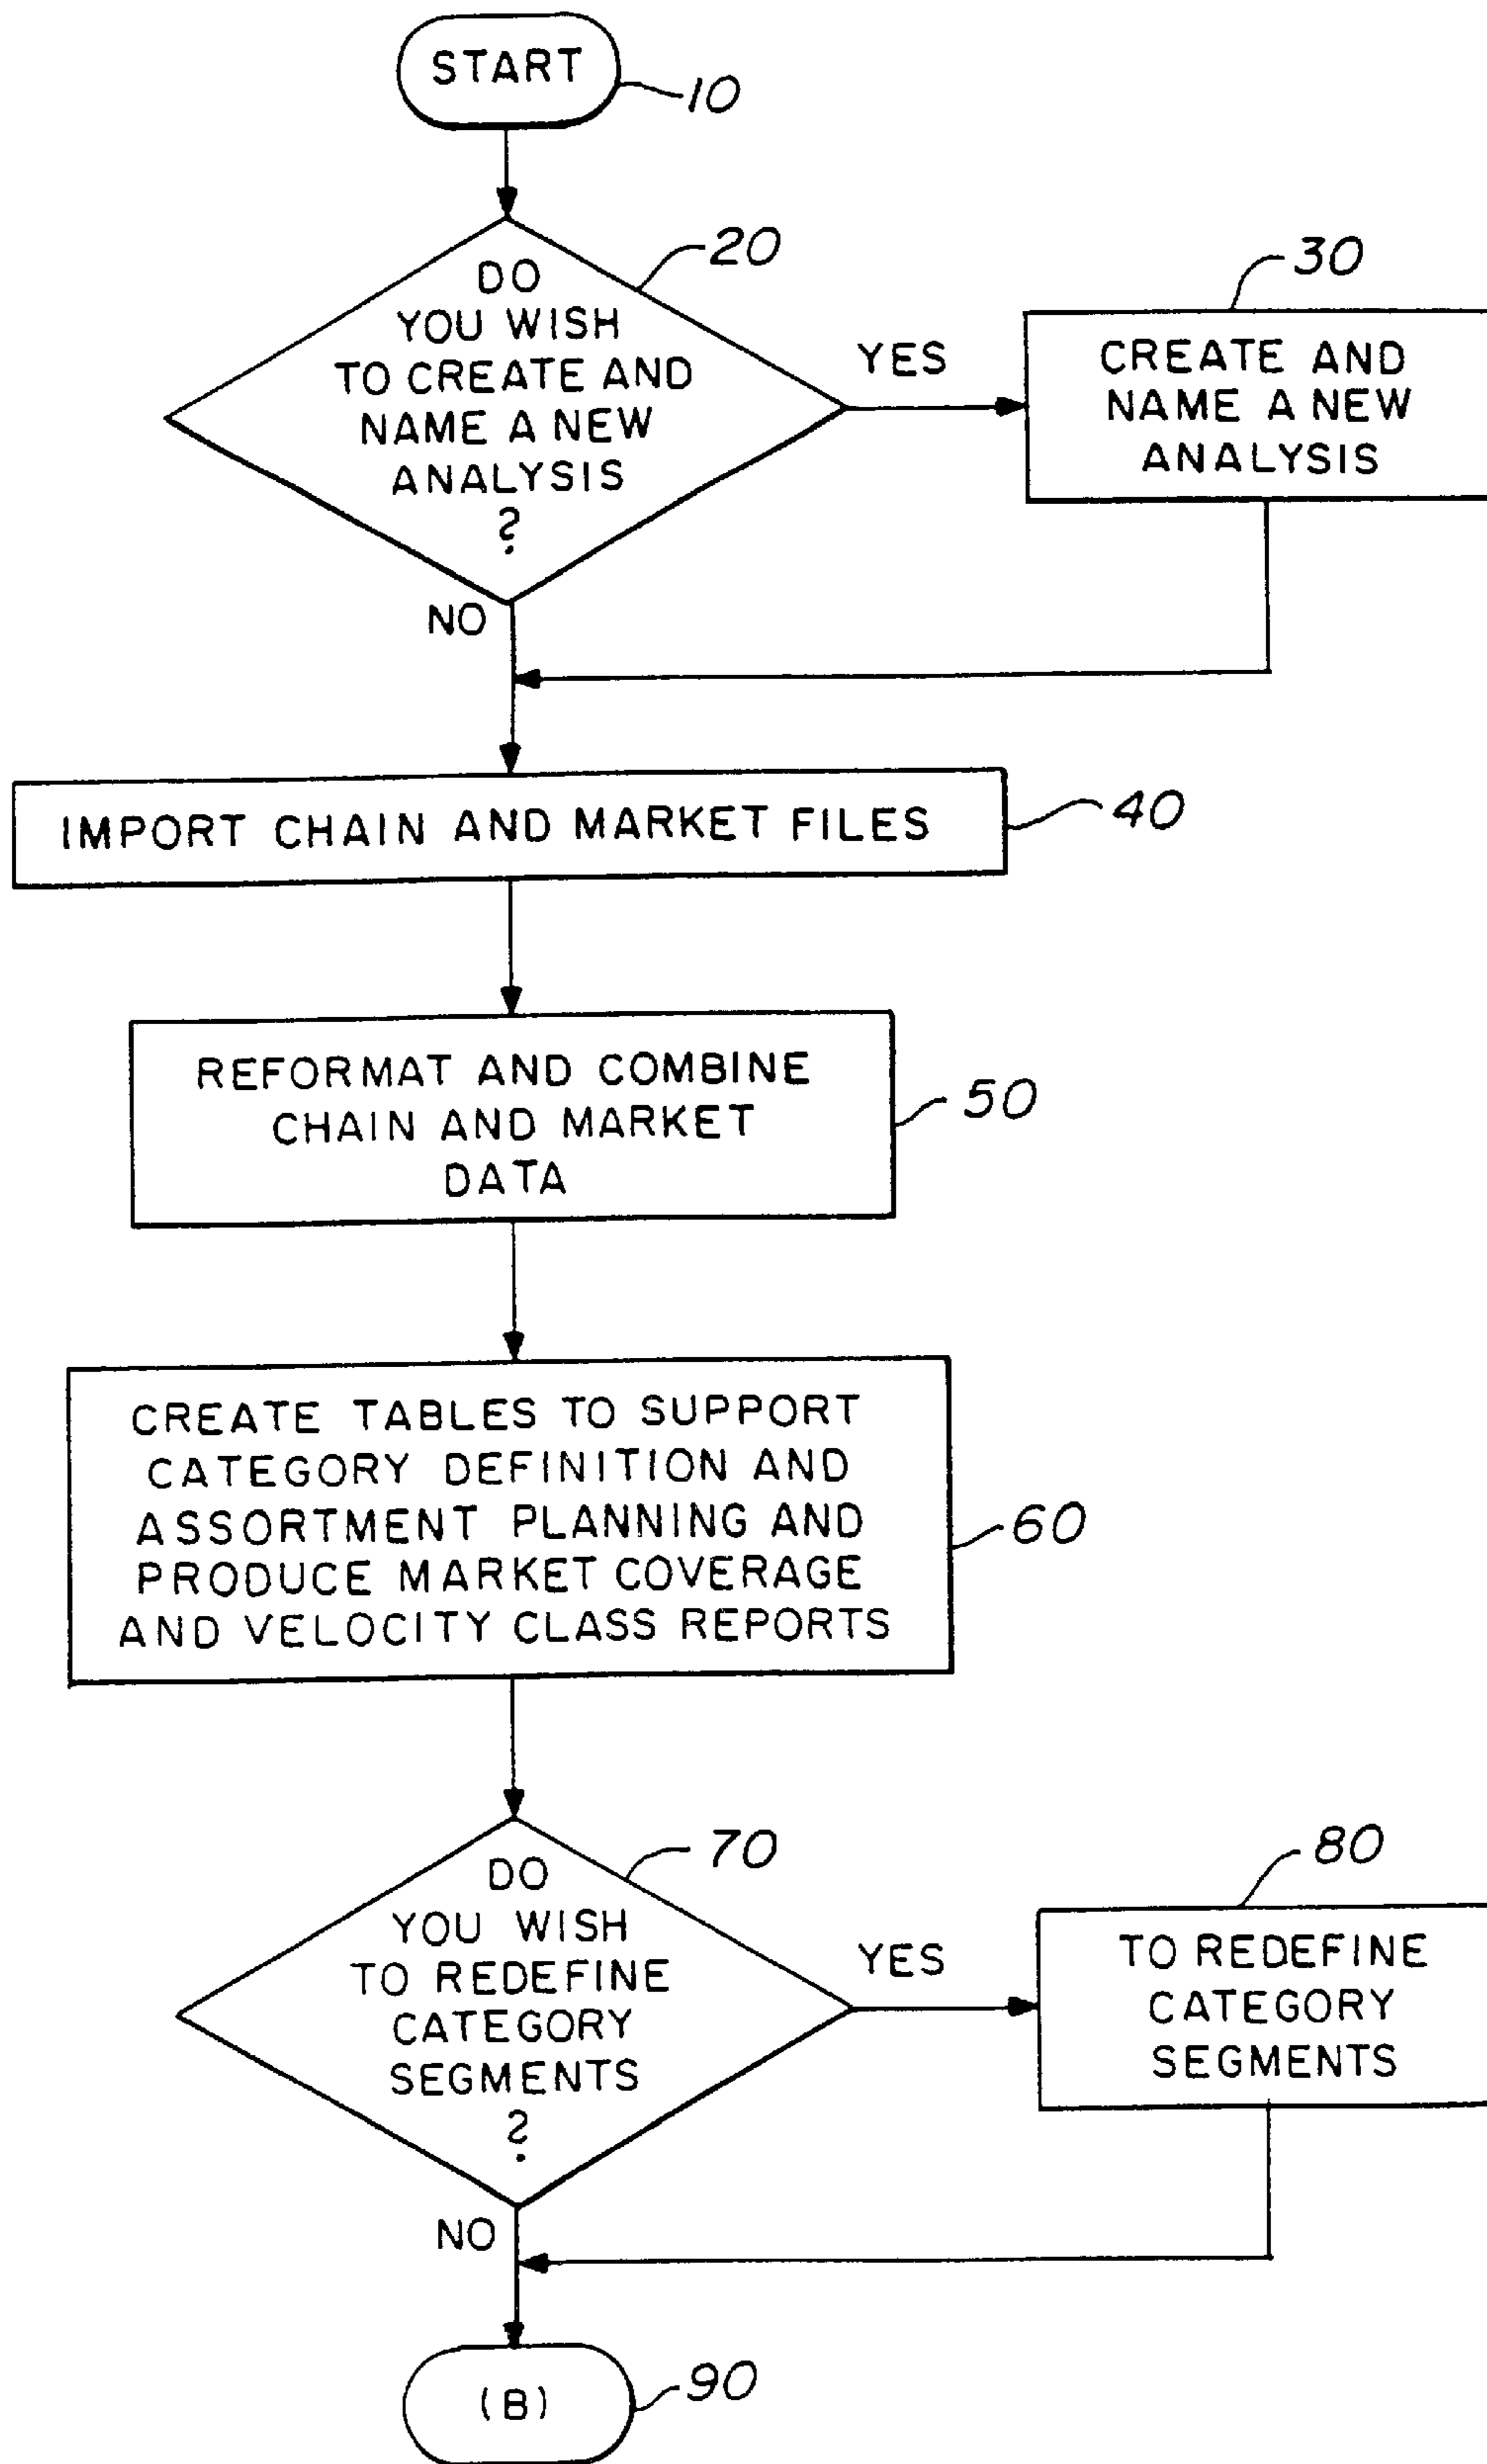 START
10
DO
YOU WISH
TO CREATE AND
NAME A NEW
ANALYSIS
?
20
YES
30
CREATE AND
NAME A NEW
ANALYSIS
NO
IMPORT CHAIN AND MARKET FILES
40
REFORMAT AND COMBINE
CHAIN AND MARKET
DATA
50
CREATE TABLES TO SUPPORT
CATEGORY DEFINITION AND
ASSORTMENT PLANNING AND
PRODUCE MARKET COVERAGE
AND VELOCITY CLASS REPORTS
60
DO
YOU WISH
TO REDEFINE
CATEGORY
SEGMENTS
?
70
YES
80
TO REDEFINE
CATEGORY
SEGMENTS
NO
(B)
90